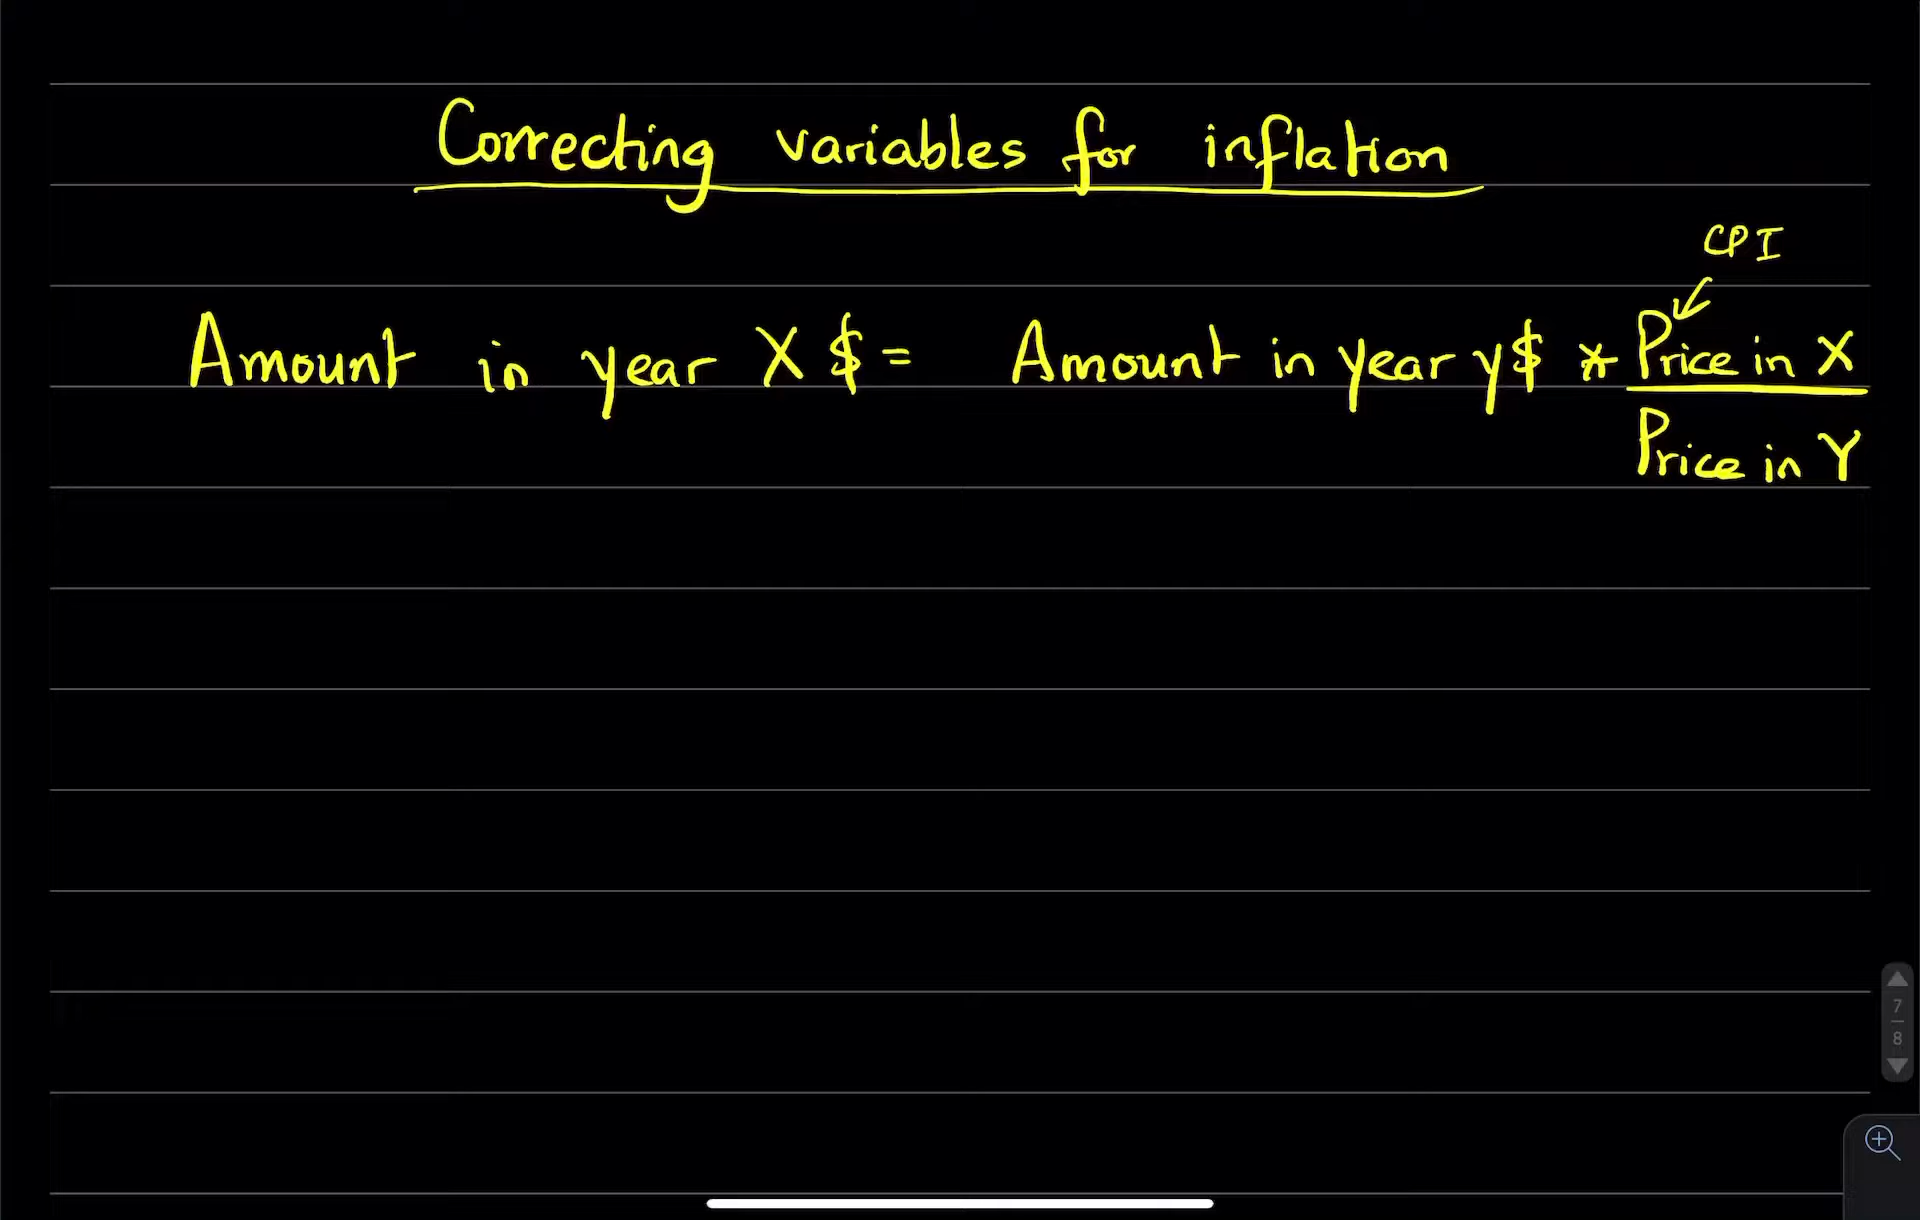 Correcting variables for inflation
CPI
Amount in year X $ = Amount in year y $ * Price in X
Price in Y
7
8